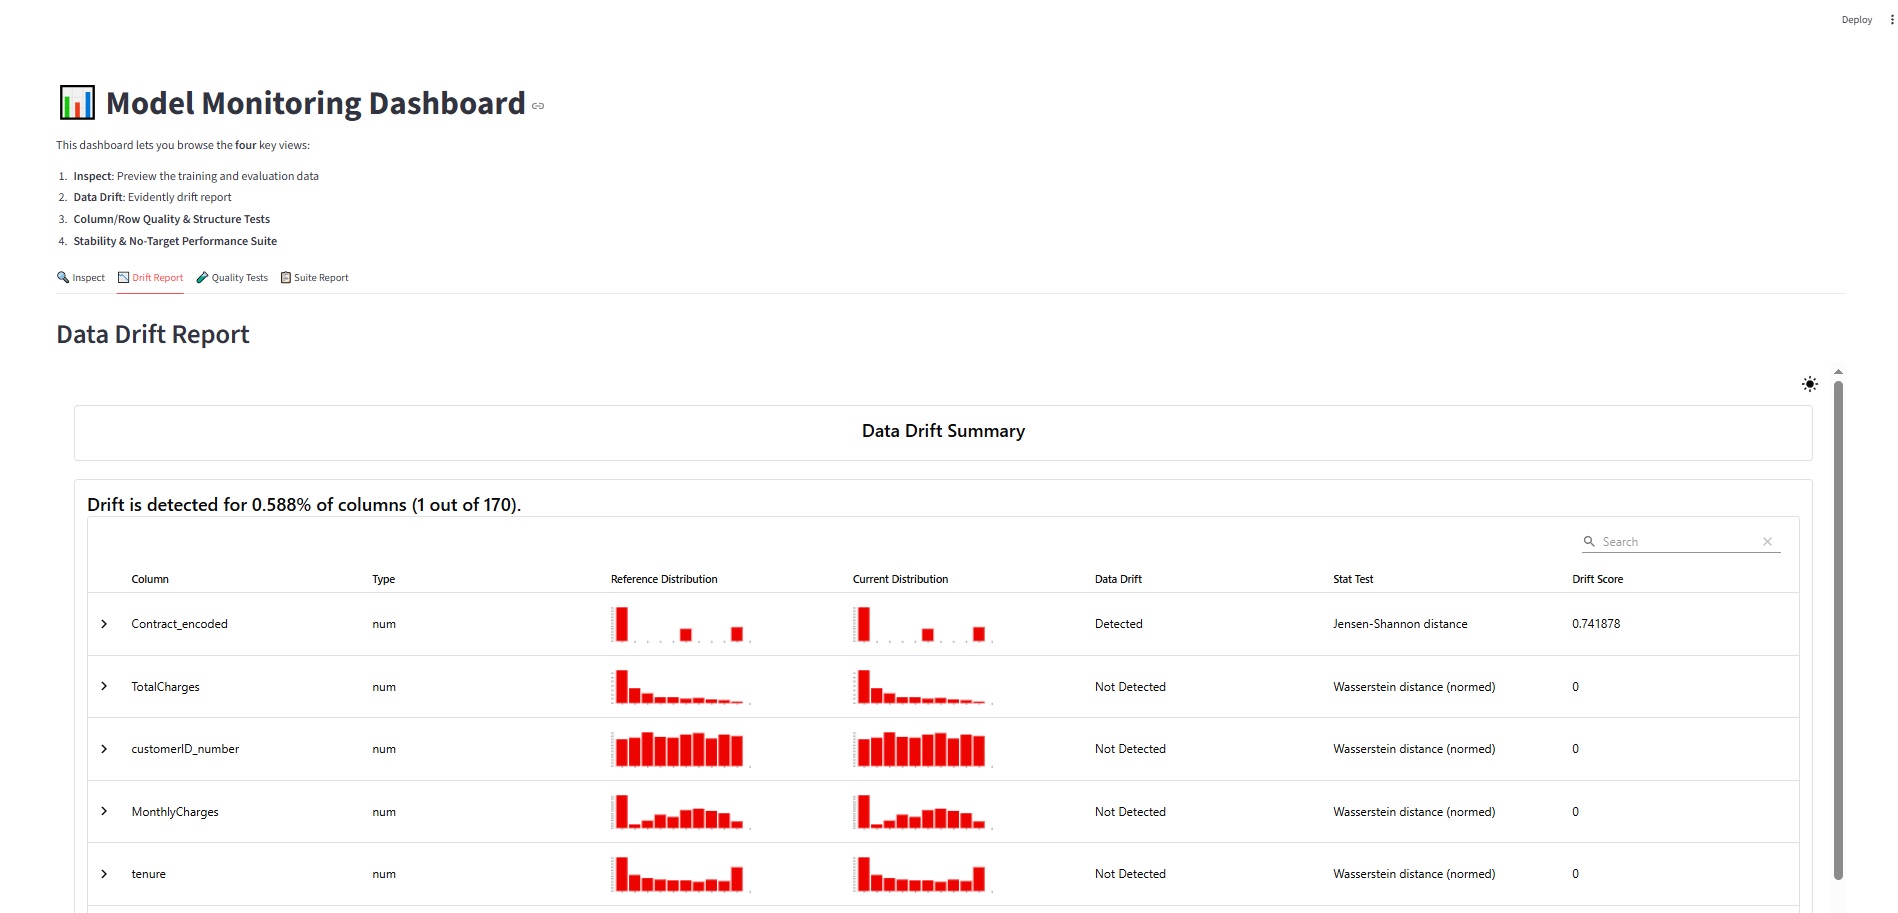 Deploy
Model Monitoring Dashboard
This dashboard lets you browse the four key views:
1. Inspect: Preview the training and evaluation data
2. Data Drift: Evidently drift report
3. Column/Row Quality & Structure Tests
4. Stability & No-Target Performance Suite
Inspect Drift Report Quality Tests Suite Report
Data Drift Report
Data Drift Summary
Drift is detected for 0.588% of columns (1 out of 170).
Search
Column Type Reference Distribution Current Distribution Data Drift Stat Test Drift Score
Contract_encoded num Detected Jensen-Shannon distance 0.741878
TotalCharges num Not Detected Wasserstein distance (normed) 0
customerID_number num Not Detected Wasserstein distance (normed) 0
MonthlyCharges num Not Detected Wasserstein distance (normed) 0
tenure num Not Detected Wasserstein distance (normed) 0